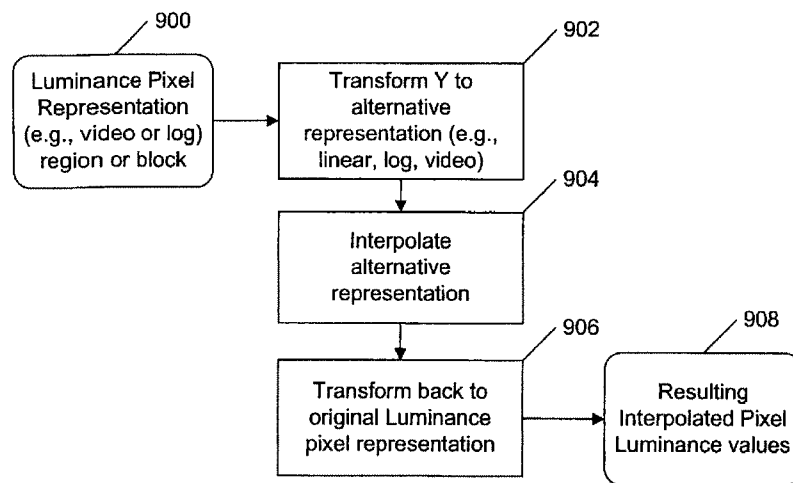 900
Luminance Pixel
Representation
(e.g., video or log)
region or block
902
Transform Y to
alternative
representation (e.g.,
linear, log, video)
904
Interpolate
alternative
representation
906
Transform back to
original Luminance
pixel representation
908
Resulting
Interpolated Pixel
Luminance values